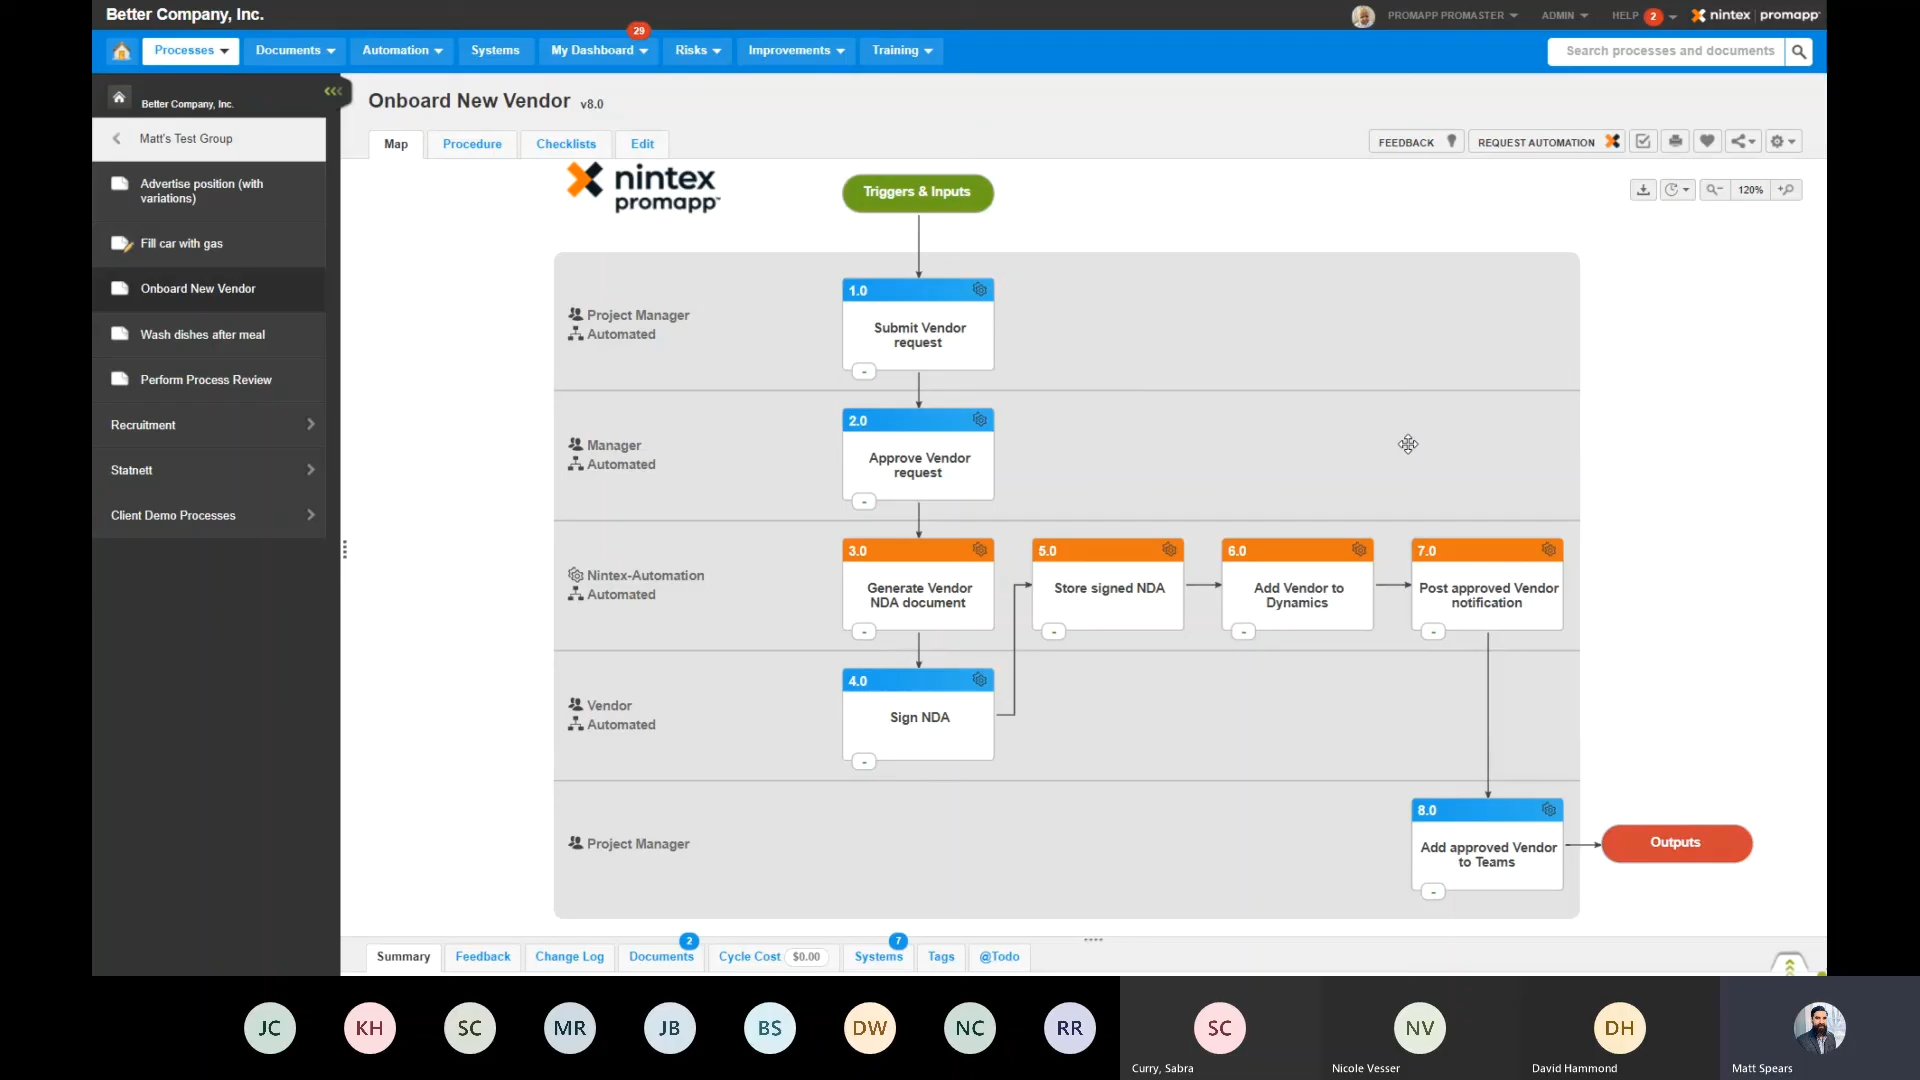 Better Company, Inc.
PROMAPP PROMASTER
ADMIN
HELP 2
nintex | promapp
Processes
Documents
Automation
Systems
My Dashboard
29
Risks
Improvements
Training
Search processes and documents
Better Company, Inc.
Matt's Test Group
Advertise position (with
variations)
Fill car with gas
Onboard New Vendor
Wash dishes after meal
Perform Process Review
Recruitment
Statnett
Client Demo Processes
Onboard New Vendor v8.0
Map
Procedure
Checklists
Edit
FEEDBACK
REQUEST AUTOMATION
120%
nintex
promapp™
Triggers & Inputs
Project Manager
Automated
1.0
Submit Vendor
request
-
Manager
Automated
2.0
Approve Vendor
request
-
Nintex-Automation
Automated
3.0
Generate Vendor
NDA document
-
5.0
Store signed NDA
-
6.0
Add Vendor to
Dynamics
-
7.0
Post approved Vendor
notification
-
Vendor
Automated
4.0
Sign NDA
-
Project Manager
8.0
Add approved Vendor
to Teams
-
Outputs
Summary
Feedback
Change Log
Documents
2
Cycle Cost $0.00
Systems
7
Tags
@Todo
JC
KH
SC
MR
JB
BS
DW
NC
RR
SC
Curry, Sabra
NV
Nicole Vesser
DH
David Hammond
Matt Spears